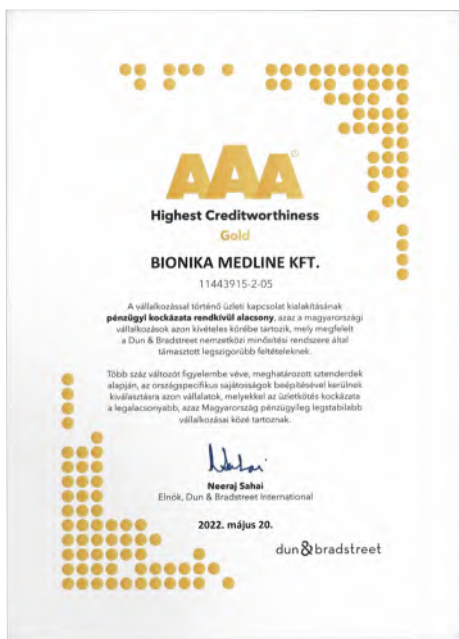 AAA
Highest Creditworthiness
Gold
BIONIKA MEDLINE KFT.
11443915-2-05
A vállalkozással történő üzleti kapcsolat kialakításának
pénzügyi kockázata rendkívül alacsony, azaz a magyarországi
vállalkozások azon kivételes körébe tartozik, mely megfelelt
a Dun & Bradstreet nemzetközi minősítési rendszere által
támasztott legszigorúbb feltételeknek.
Több száz változót figyelembe véve, meghatározott sztenderdek
alapján, az országspecifikus sajátosságok beépítésével kerülnek
kiválasztásra azon vállalatok, melyekkel az üzletkötés kockázata
a legalacsonyabb, azaz Magyarország pénzügyileg legstabilabb
vállalkozásai közé tartoznak.
Neeraj Sahai
Elnök, Dun & Bradstreet International
2022. május 20.
dun & bradstreet